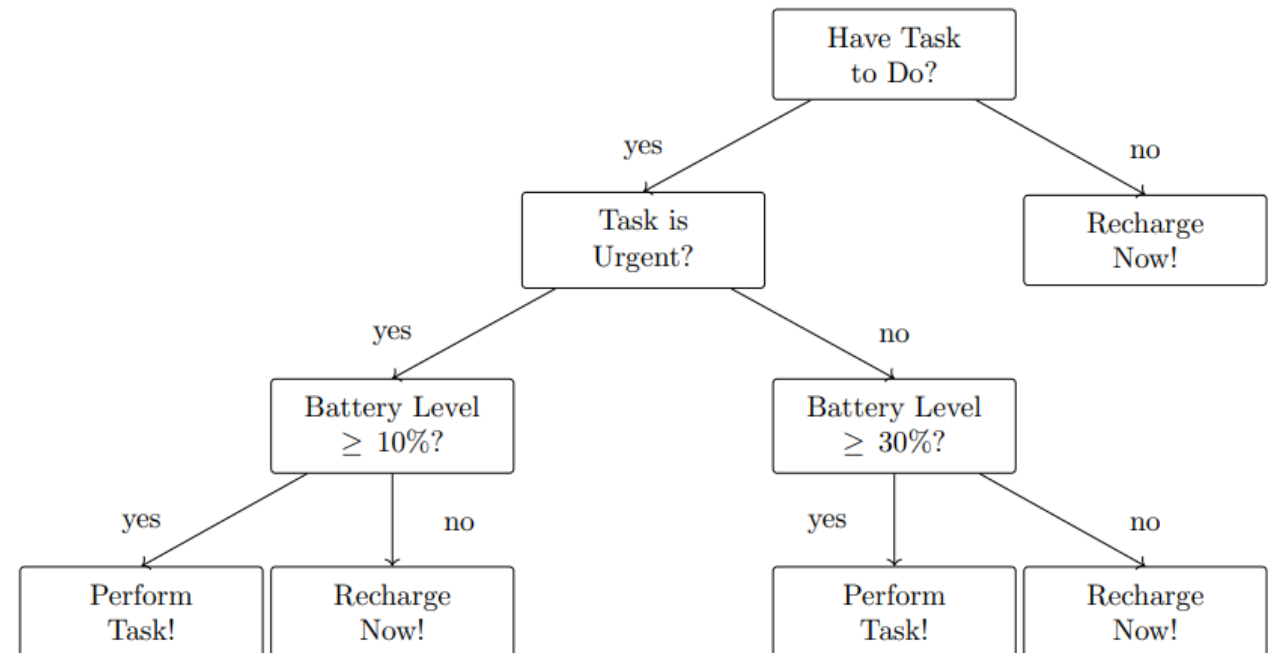 Have Task
to Do?
yes
no
Task is
Urgent?
Recharge
Now!
yes
no
Battery Level
≥ 10%?
Battery Level
≥ 30%?
yes
no
yes
no
Perform
Task!
Recharge
Now!
Perform
Task!
Recharge
Now!